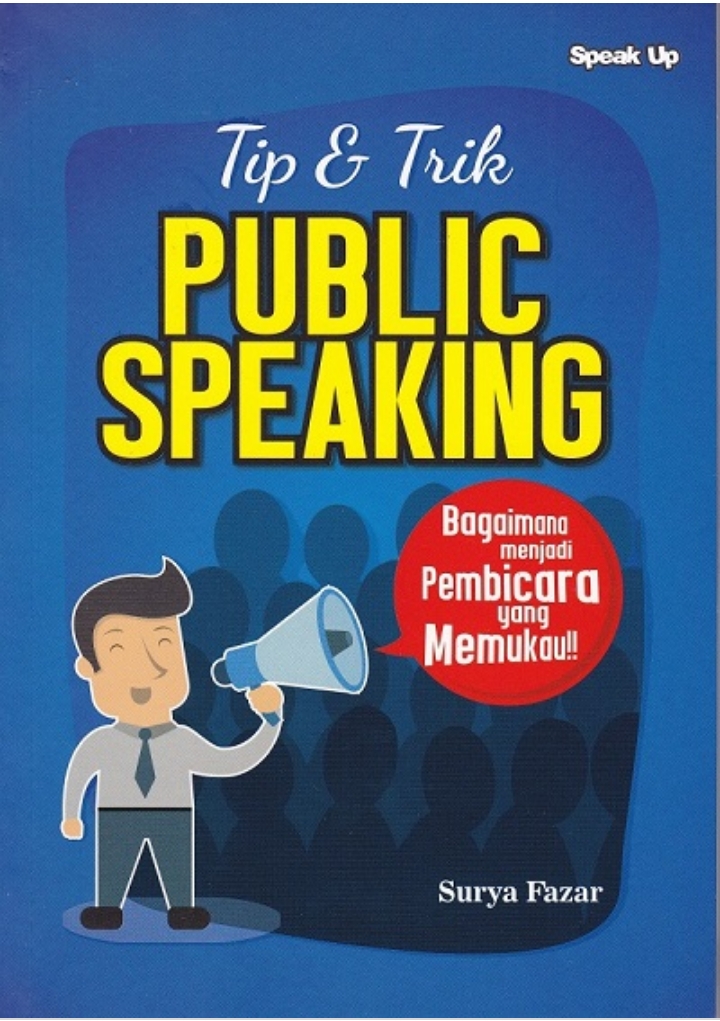 Speak Up
Tip & Trik
PUBLIC
SPEAKING
Bagaimana
menjadi
Pembicara
yang
Memukau!!
Surya Fazar